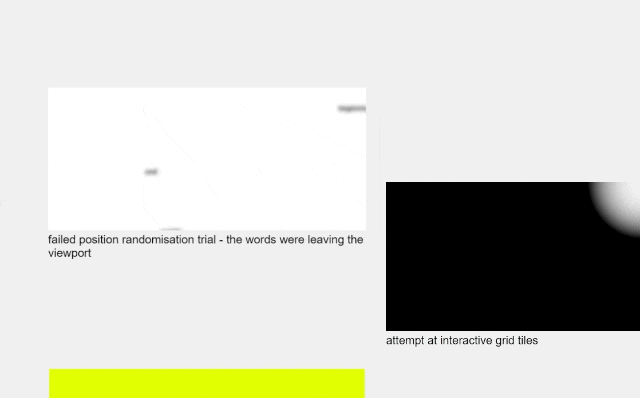 failed position randomisation trial - the words were leaving the
viewport
attempt at interactive grid tiles